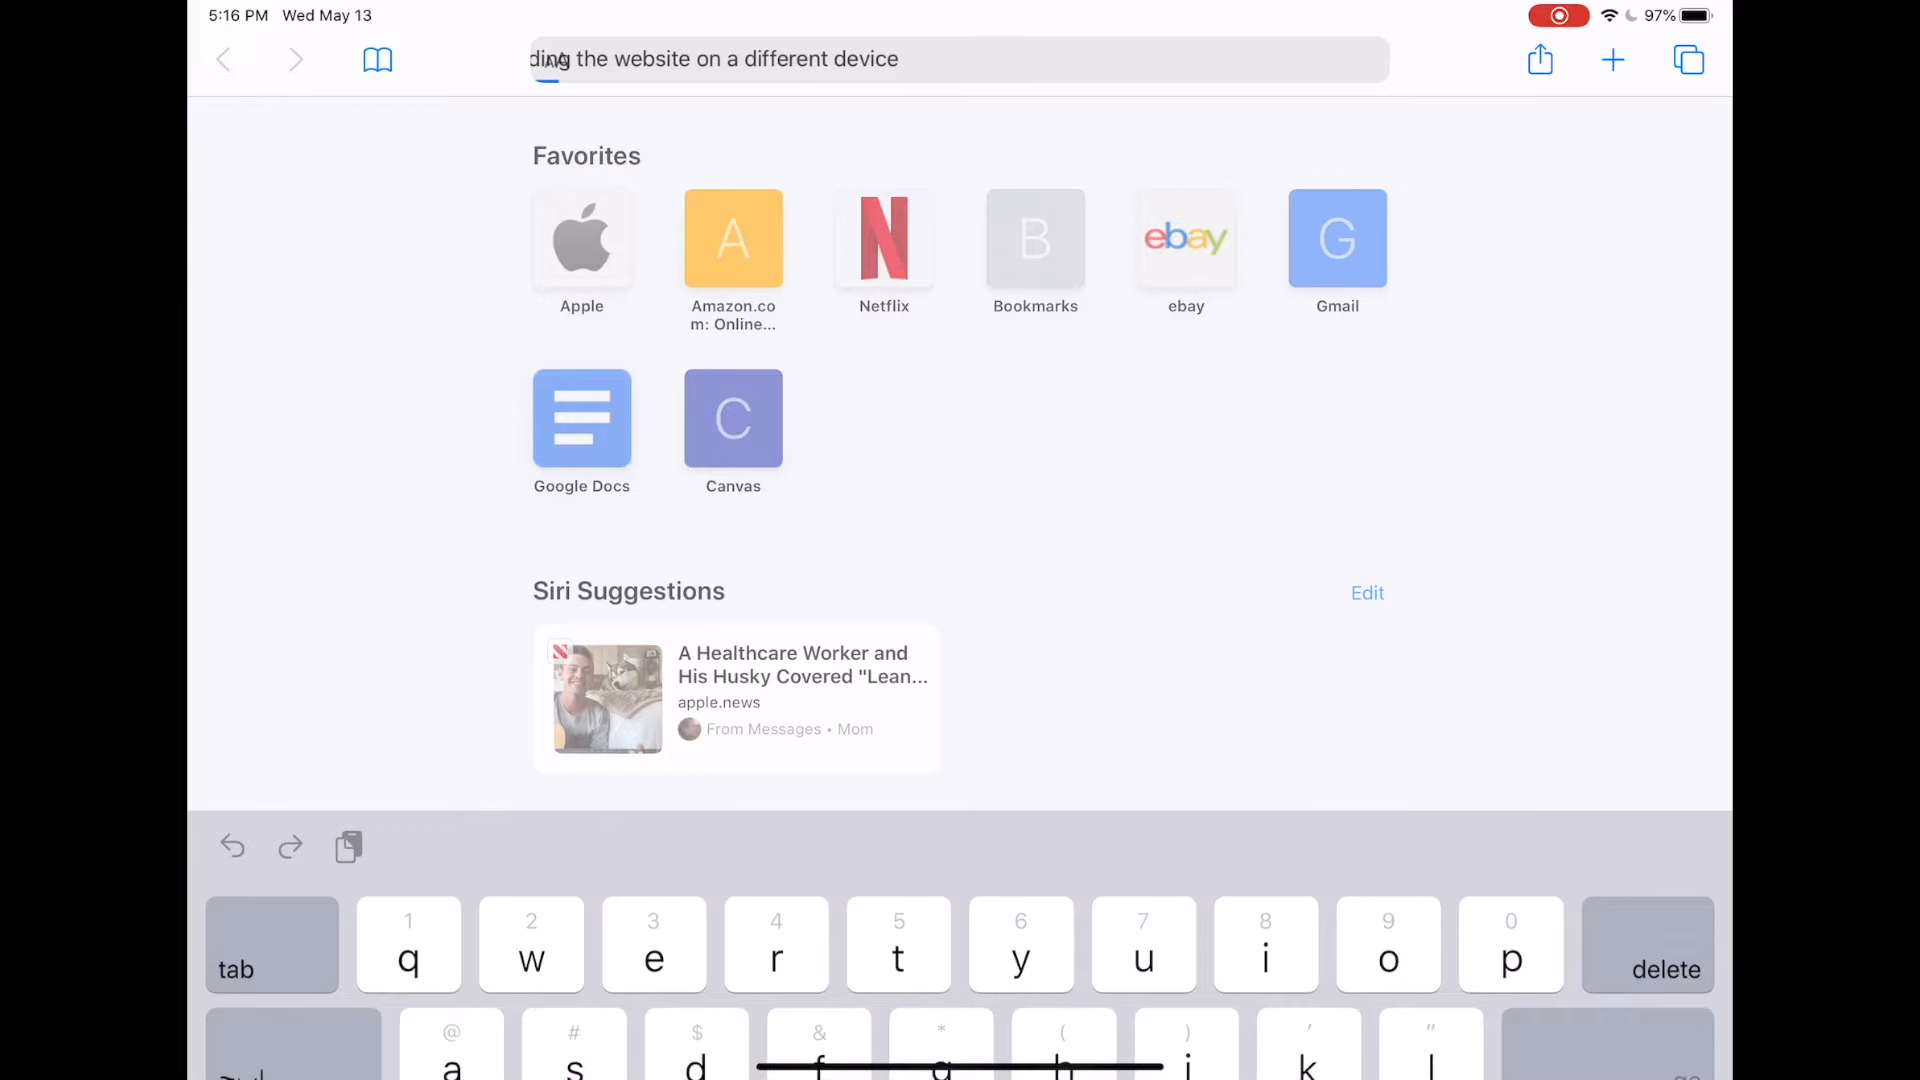 5:16 PM Wed May 13
97%
ding the website on a different device
Favorites
A
N
B
ebay
G
Apple
Amazon.co
m: Online...
Netflix
Bookmarks
ebay
Gmail
C
Google Docs
Canvas
Siri Suggestions
Edit
A Healthcare Worker and
His Husky Covered "Lean...
apple.news
From Messages • Mom
1 2 3 4 5 6 7 8 9 0
tab q w e r t y u i o p delete
@ # $ & * ( ) ' "
a s d f g h j k l